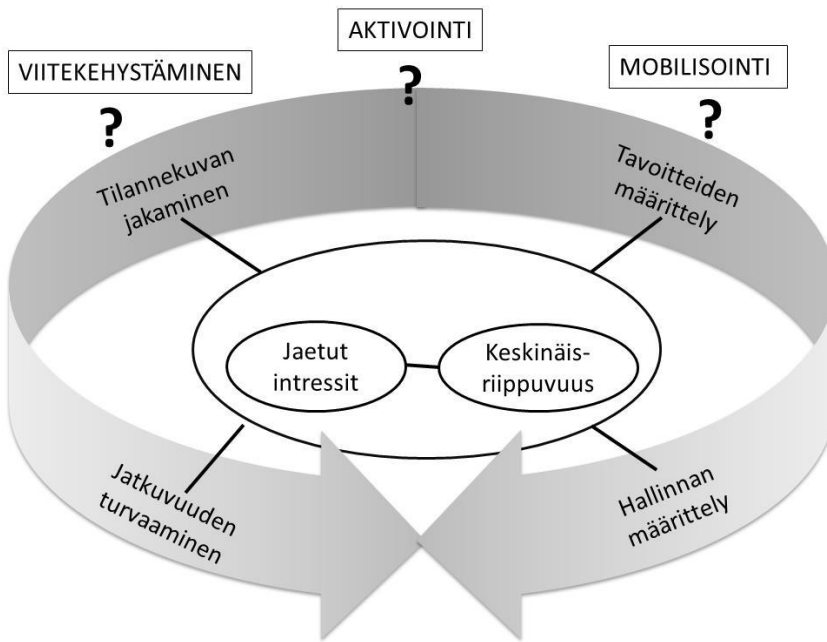 AKTIVOINTI
VIITEKEHYSTÄMINEN
MOBILISOINTI
?
?
?
Tilannekuvan
jakaminen
Tavoitteiden
määrittely
Jaetut
intressit
Keskinäis-
riippuvuus
Jatkuvuuden
turvaaminen
Hallinnan
määrittely